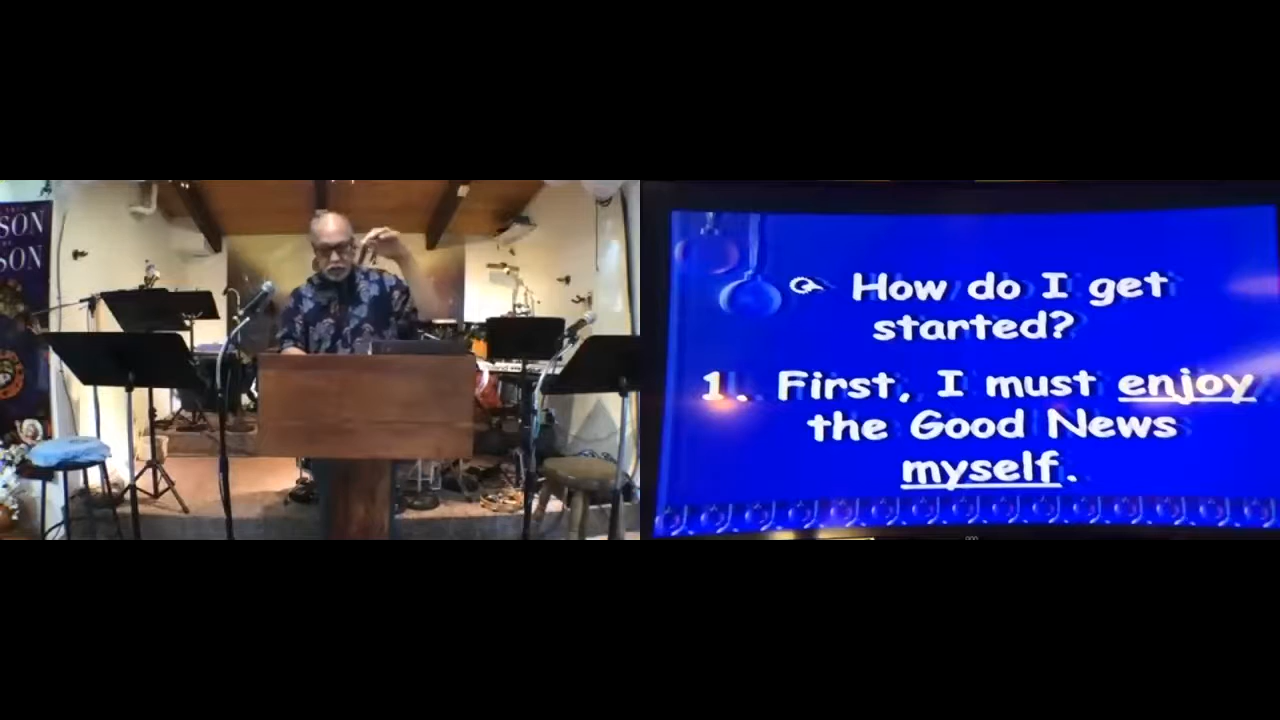 SON
SON
How do I get
started?
1. First, I must enjoy
the Good News
myself.